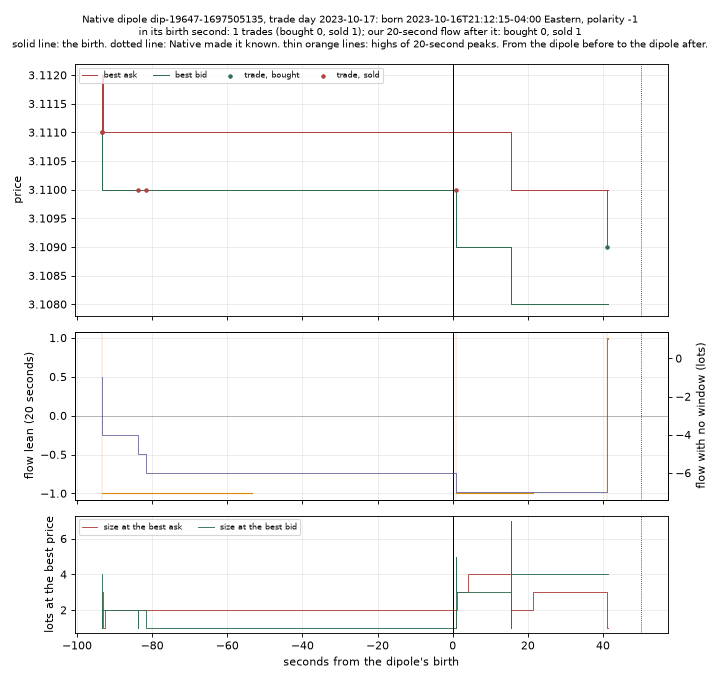 Native dipole dip-19647-1697505135, trade day 2023-10-17: born 2023-10-16T21:12:15-04:00 Eastern, polarity -1
in its birth second: 1 trades (bought 0, sold 1); our 20-second flow after it: bought 0, sold 1
solid line: the birth. dotted line: Native made it known. thin orange lines: highs of 20-second peaks. From the dipole before to the dipole after.
best ask best bid trade, bought trade, sold
3.1120
3.1115
3.1110
3.1105
3.1100
3.1095
3.1090
3.1085
3.1080
price
1.0
0.5
0.0
−0.5
−1.0
flow lean (20 seconds)
0
−2
−4
−6
flow with no window (lots)
size at the best ask size at the best bid
6
4
2
lots at the best price
−100 −80 −60 −40 −20 0 20 40
seconds from the dipole's birth